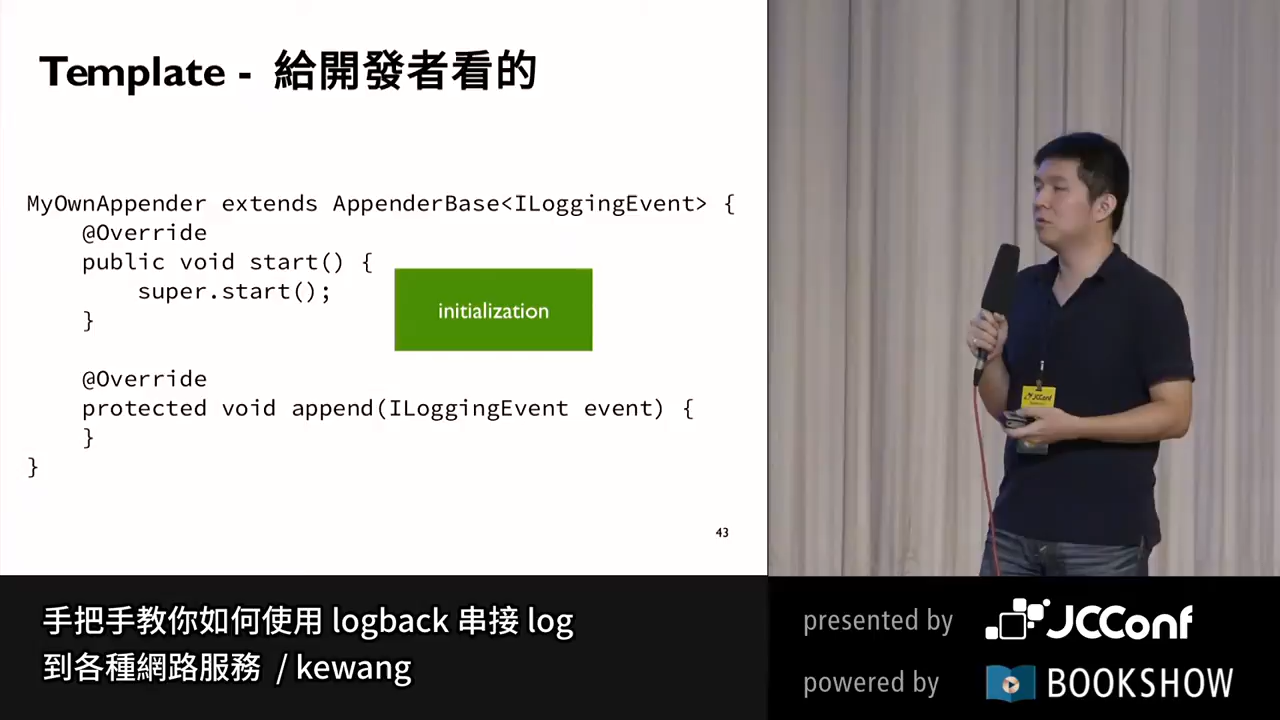 Template - 給開發者看的
MyOwnAppender extends AppenderBase<ILoggingEvent> {
@Override
public void start() {
super.start();
}
initialization
@Override
protected void append(ILoggingEvent event) {
}
}
43
手把手教你如何使用 logback 串接 log
到各種網路服務 / kewang
presented by JCConf
powered by BOOKSHOW
JCConf